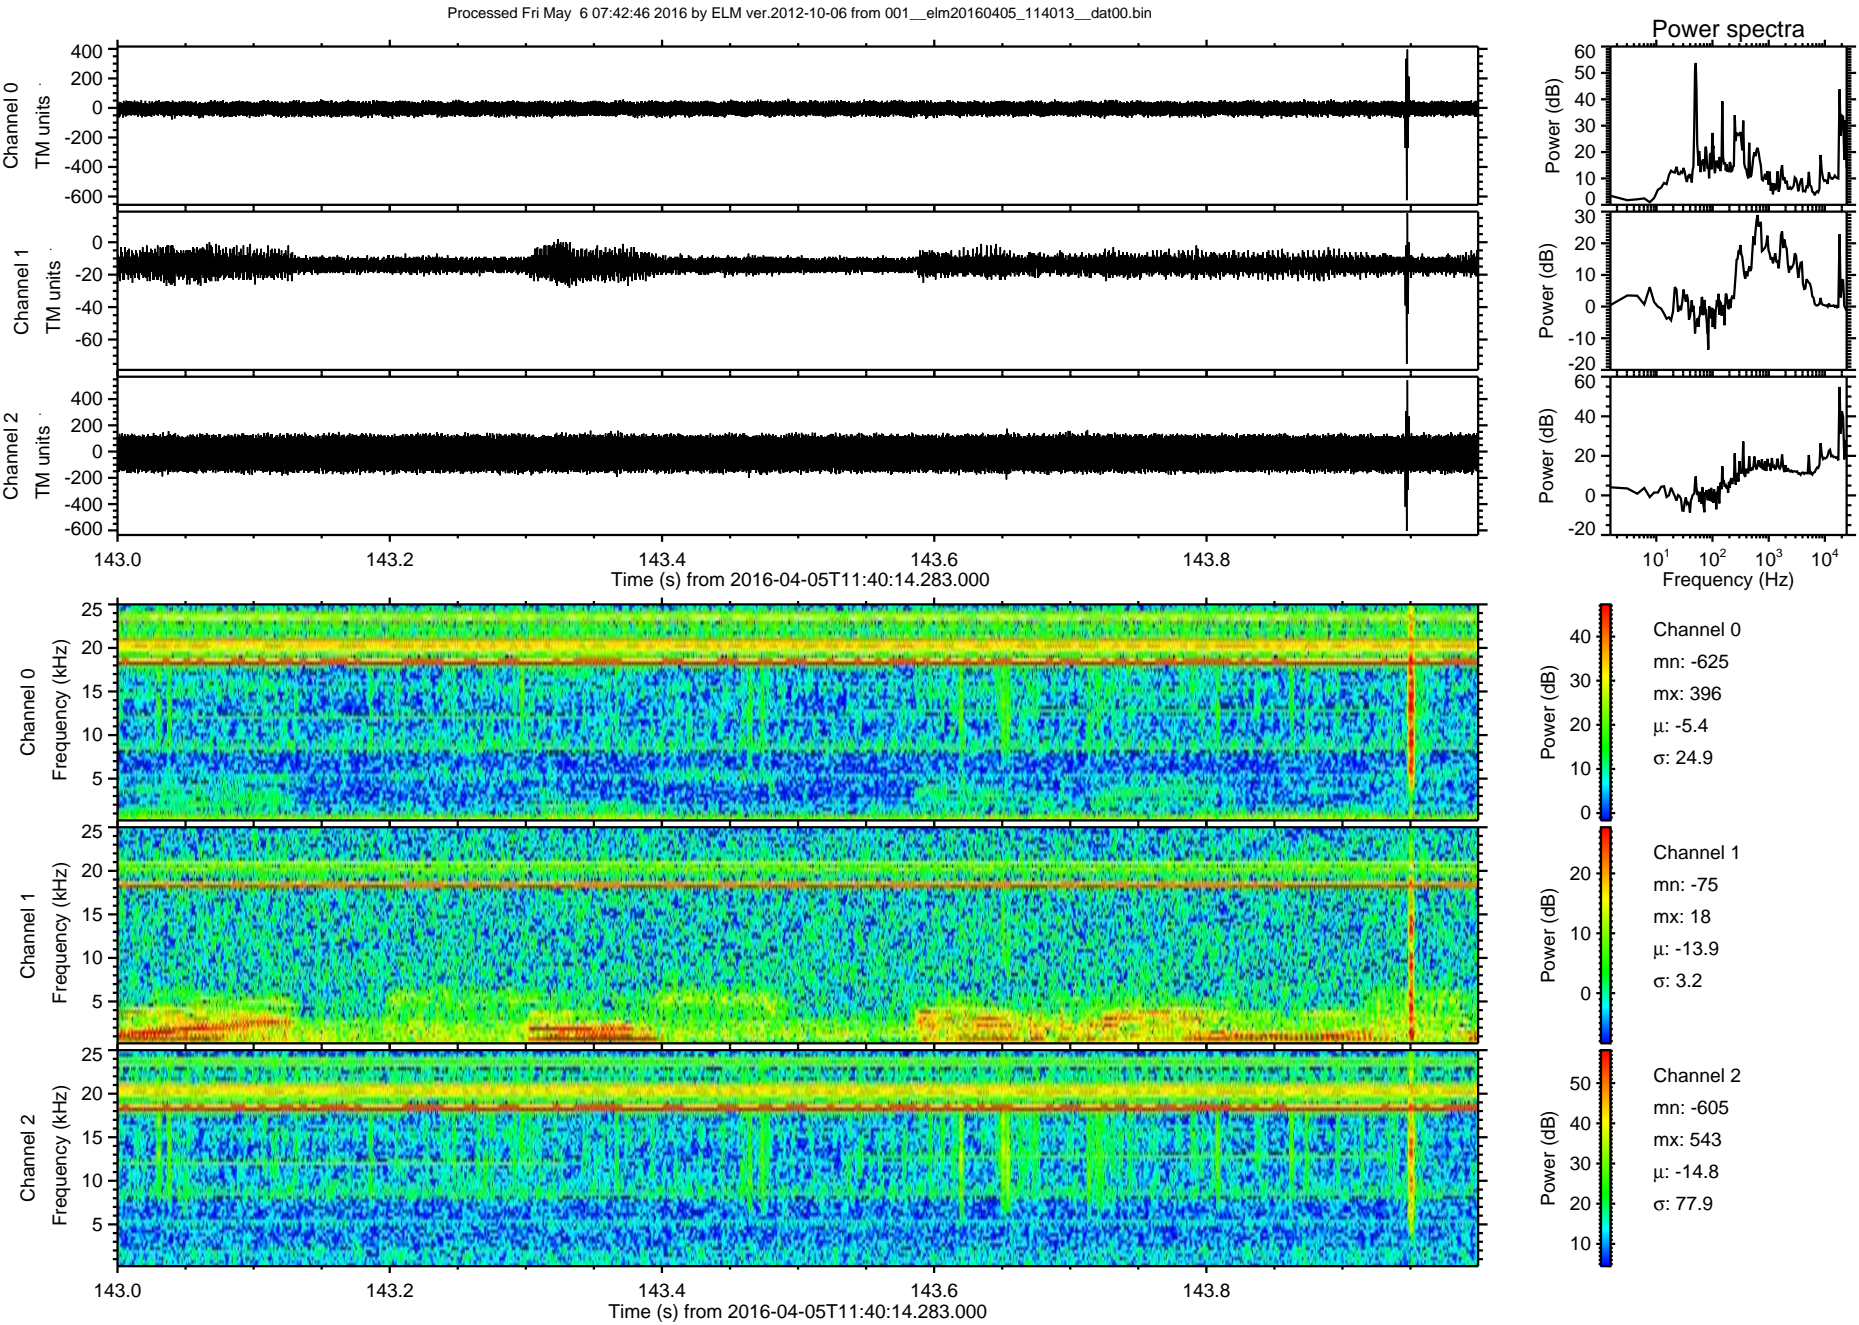 Processed Fri May  6 07:42:46 2016 by ELM ver.2012-10-06 from 001__elm20160405_114013__dat00.bin
Power spectra
Channel 0
TM units
400
200
0
-200
-400
-600
Power (dB)
60
50
40
30
20
10
0
Channel 1
TM units
0
-20
-40
-60
Power (dB)
30
20
10
0
-10
-20
Channel 2
TM units
400
200
0
-200
-400
-600
Power (dB)
60
40
20
0
-20
143.0 143.2 143.4 143.6 143.8
Time (s) from 2016-04-05T11:40:14.283.000
10^1 10^2 10^3 10^4
Frequency (Hz)
Channel 0
Frequency (kHz)
25
20
15
10
5
Power (dB)
40
30
20
10
0
Channel 0
mn: -625
mx: 396
μ: -5.4
σ: 24.9
Channel 1
Frequency (kHz)
25
20
15
10
5
Power (dB)
20
10
0
Channel 1
mn: -75
mx: 18
μ: -13.9
σ: 3.2
Channel 2
Frequency (kHz)
25
20
15
10
5
Power (dB)
50
40
30
20
10
Channel 2
mn: -605
mx: 543
μ: -14.8
σ: 77.9
143.0 143.2 143.4 143.6 143.8
Time (s) from 2016-04-05T11:40:14.283.000